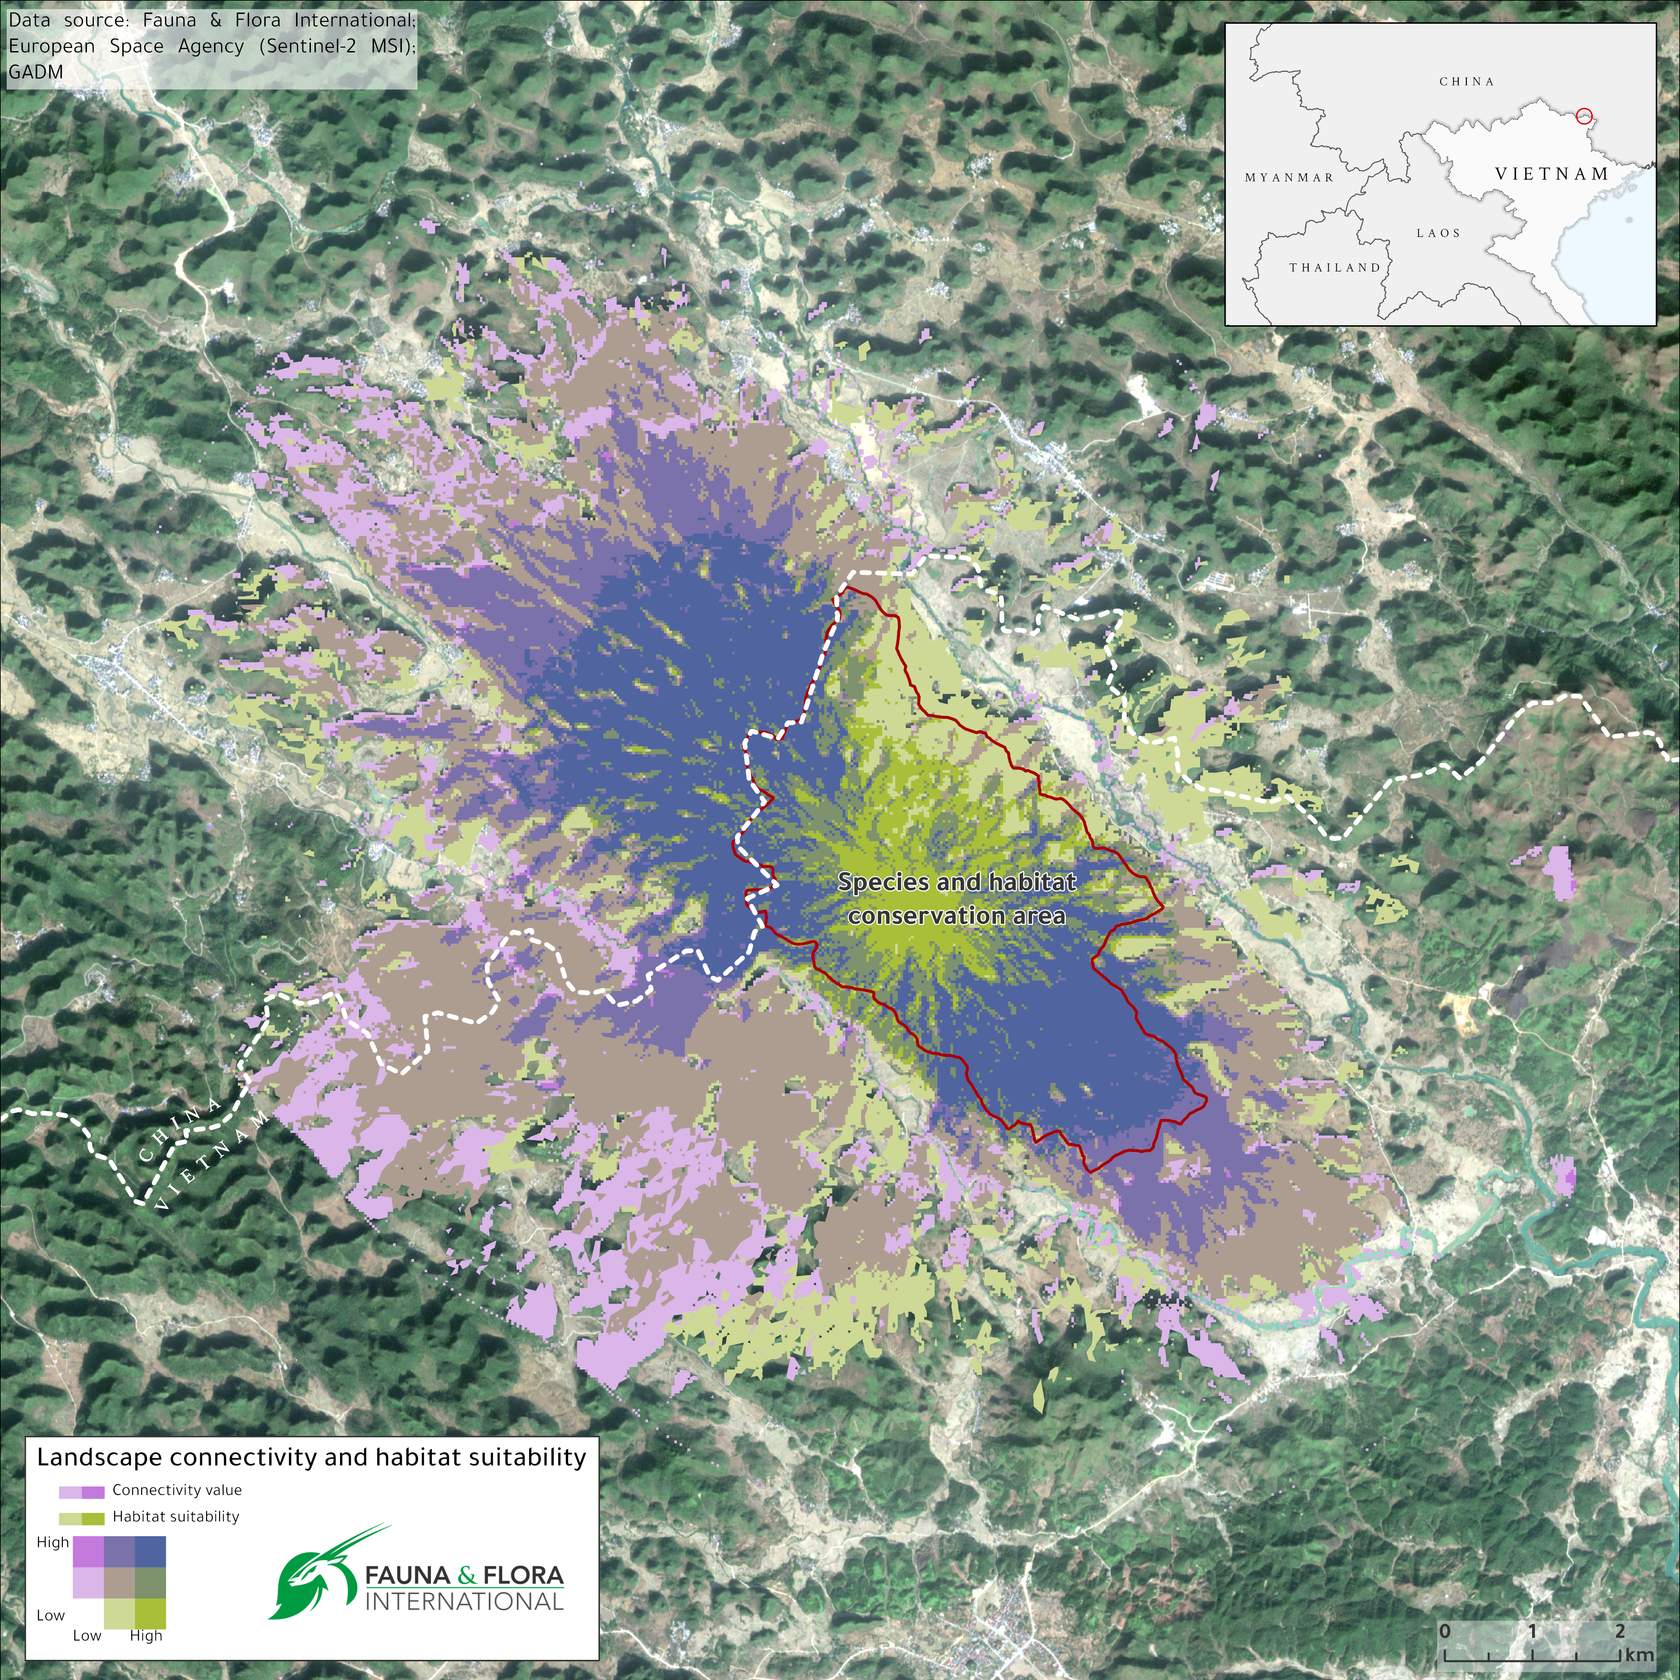 Data source: Fauna & Flora International;
European Space Agency (Sentinel-2 MSI);
GADM
CHINA
MYANMAR
VIETNAM
LAOS
THAILAND
Species and habitat
conservation area
CHINA
VIETNAM
Landscape connectivity and habitat suitability
Connectivity value
Habitat suitability
High
Low
Low High
FAUNA & FLORA
INTERNATIONAL
0 1 2
km